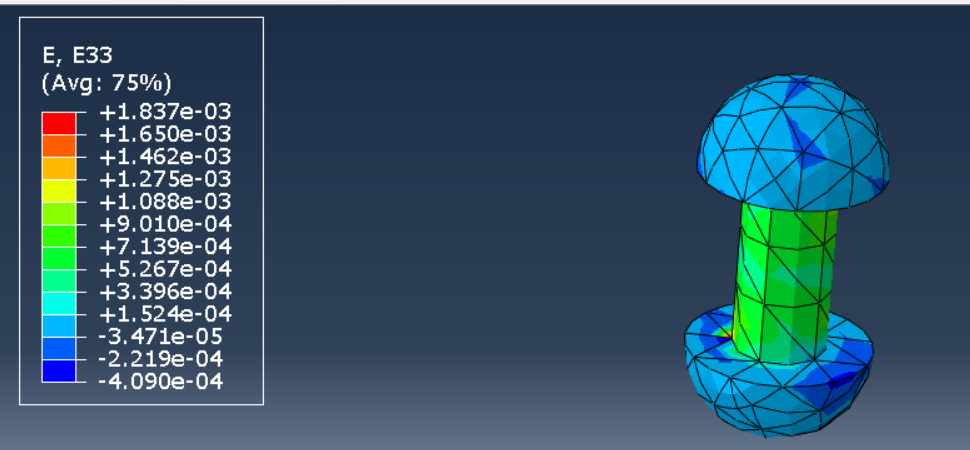 E, E33
(Avg: 75%)
+1.837e-03
+1.650e-03
+1.462e-03
+1.275e-03
+1.088e-03
+9.010e-04
+7.139e-04
+5.267e-04
+3.396e-04
+1.524e-04
-3.471e-05
-2.219e-04
-4.090e-04